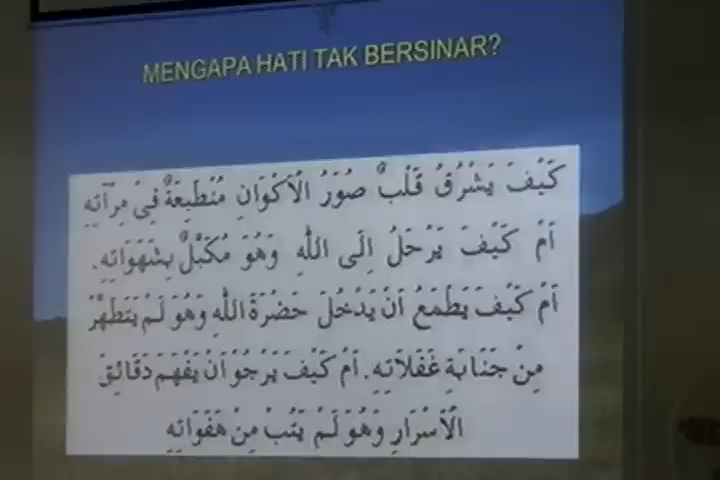 MENGAPA HATI TAK BERSINAR?
كَيْفَ يَشْرُقُ قَلْبٌ صُوَرُ الْأَكْوَانِ مُنْطَبِعَةٌ فِيْ مِرْآتِهِ
اَمْ كَيْفَ يَرْحَلُ اِلَى اللهِ وَهُوَ مُكَبَّلٌ بِشَهَوَاتِهِ.
اَمْ كَيْفَ يَطْمَعُ اَنْ يَدْخُلَ حَضْرَةَ اللهِ وَهُوَ لَمْ يَتَطَهَّرْ
مِنْ جَنَابَةِ غَفَلَاتِهِ. اَمْ كَيْفَ يَرْجُوْ اَنْ يَفْهَمَ دَقَائِقَ
الْاَسْرَارِ وَهُوَ لَمْ يَتُبْ مِنْ هَفَوَاتِهِ